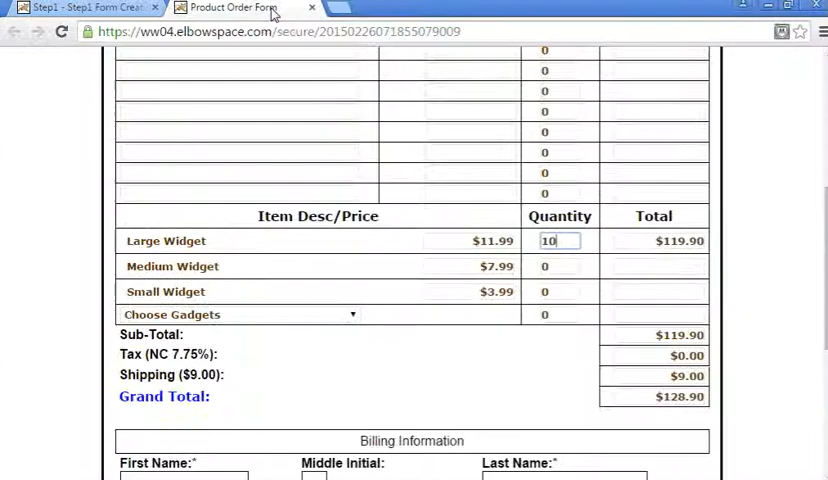 Step1 - Step1 Form Creat
Product Order Form
https://ww04.elbowspace.com/secure/20150226071855079009
0
0
0
0
0
0
0
0
Item Desc/Price Quantity Total
Large Widget $11.99 10 $119.90
Medium Widget $7.99 0
Small Widget $3.99 0
Choose Gadgets 0
Sub-Total: $119.90
Tax (NC 7.75%): $0.00
Shipping ($9.00): $9.00
Grand Total: $128.90
Billing Information
First Name:* Middle Initial: Last Name:*